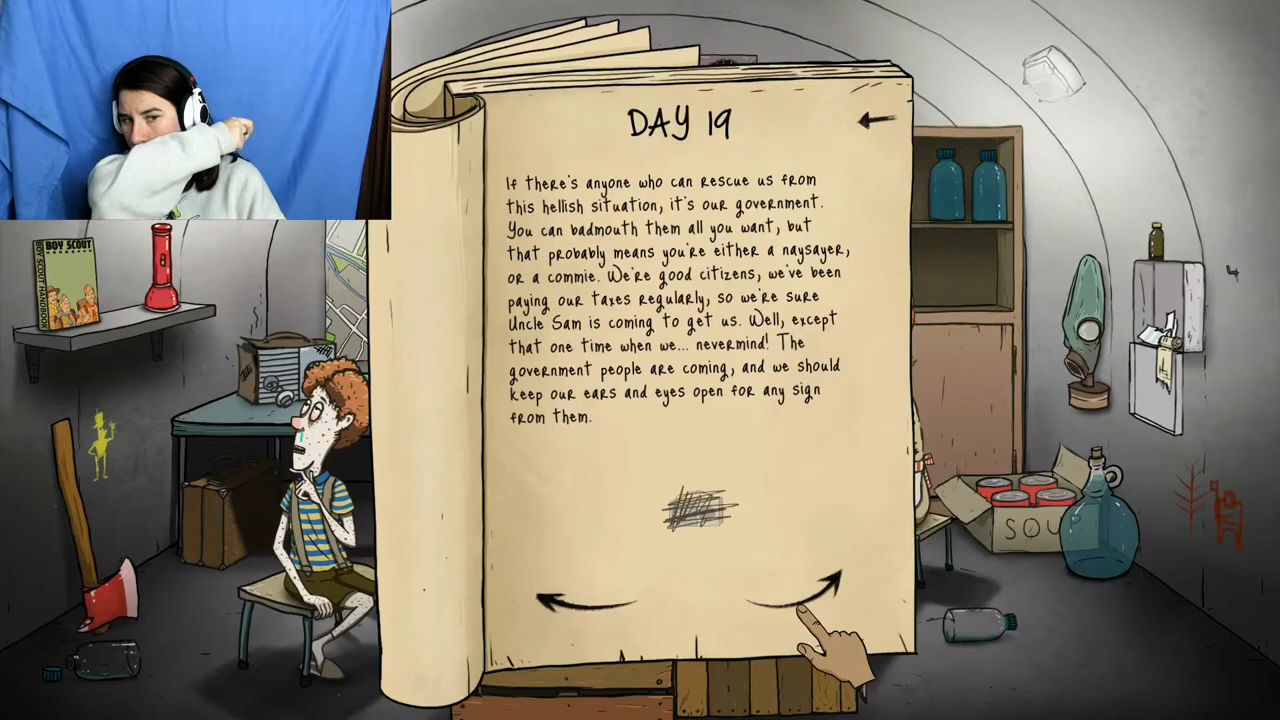 DAY 19
If there's anyone who can rescue us from
this hellish situation, it's our government.
You can badmouth them all you want, but
that probably means you're either a naysayer,
or a commie. We're good citizens, we've been
paying our taxes regularly, so we're sure
Uncle Sam is coming to get us. Well, except
that one time when we... nevermind! The
government people are coming, and we should
keep our ears and eyes open for any sign
from them.
BOY SCOUT
BOY SCOUT HANDBOOK
SOU